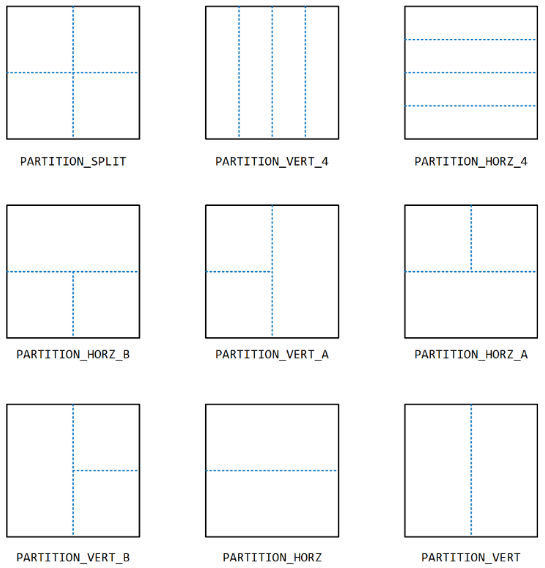 PARTITION_SPLIT
PARTITION_VERT_4
PARTITION_HORZ_4
PARTITION_HORZ_B
PARTITION_VERT_A
PARTITION_HORZ_A
PARTITION_VERT_B
PARTITION_HORZ
PARTITION_VERT